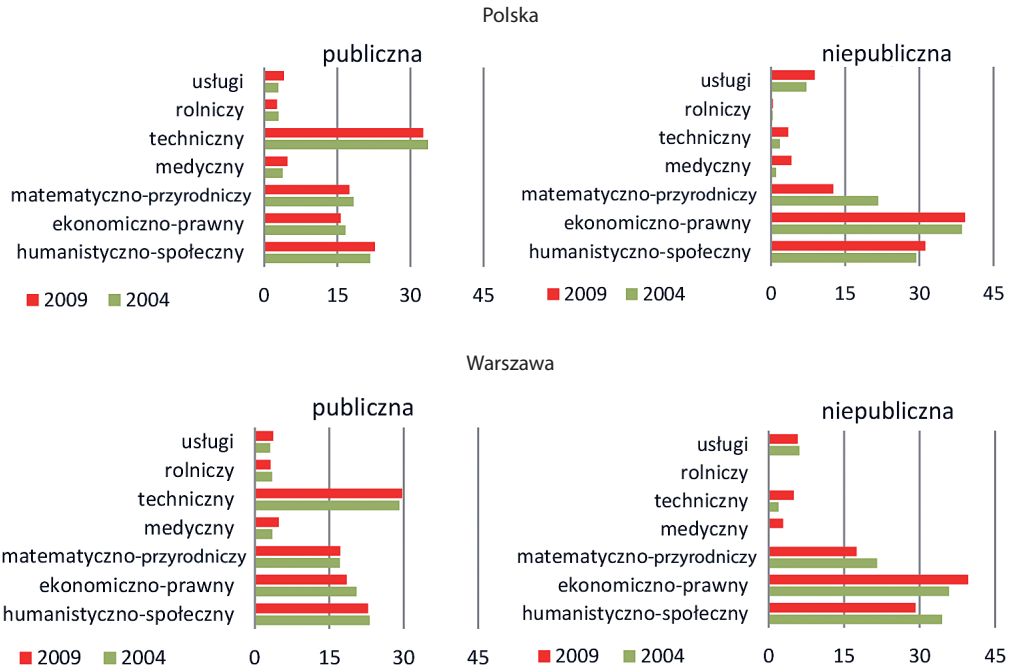 Polska
publiczna
usługi
rolniczy
techniczny
medyczny
matematyczno-przyrodniczy
ekonomiczno-prawny
humanistyczno-społeczny
0 15 30 45
2009 2004
niepubliczna
usługi
rolniczy
techniczny
medyczny
matematyczno-przyrodniczy
ekonomiczno-prawny
humanistyczno-społeczny
0 15 30 45
2009 2004
Warszawa
publiczna
usługi
rolniczy
techniczny
medyczny
matematyczno-przyrodniczy
ekonomiczno-prawny
humanistyczno-społeczny
0 15 30 45
2009 2004
niepubliczna
usługi
rolniczy
techniczny
medyczny
matematyczno-przyrodniczy
ekonomiczno-prawny
humanistyczno-społeczny
0 15 30 45
2009 2004